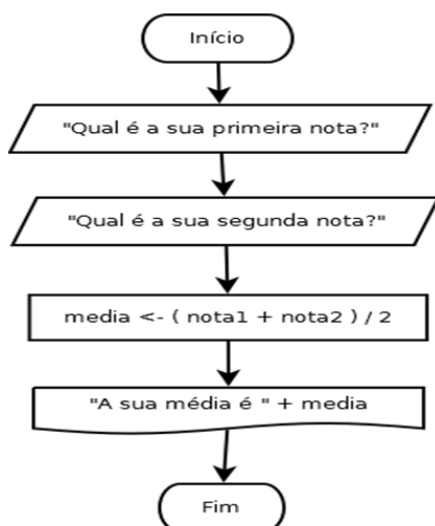 Início
"Qual é a sua primeira nota?"
"Qual é a sua segunda nota?"
media <- ( nota1 + nota2 ) / 2
"A sua média é " + media
Fim